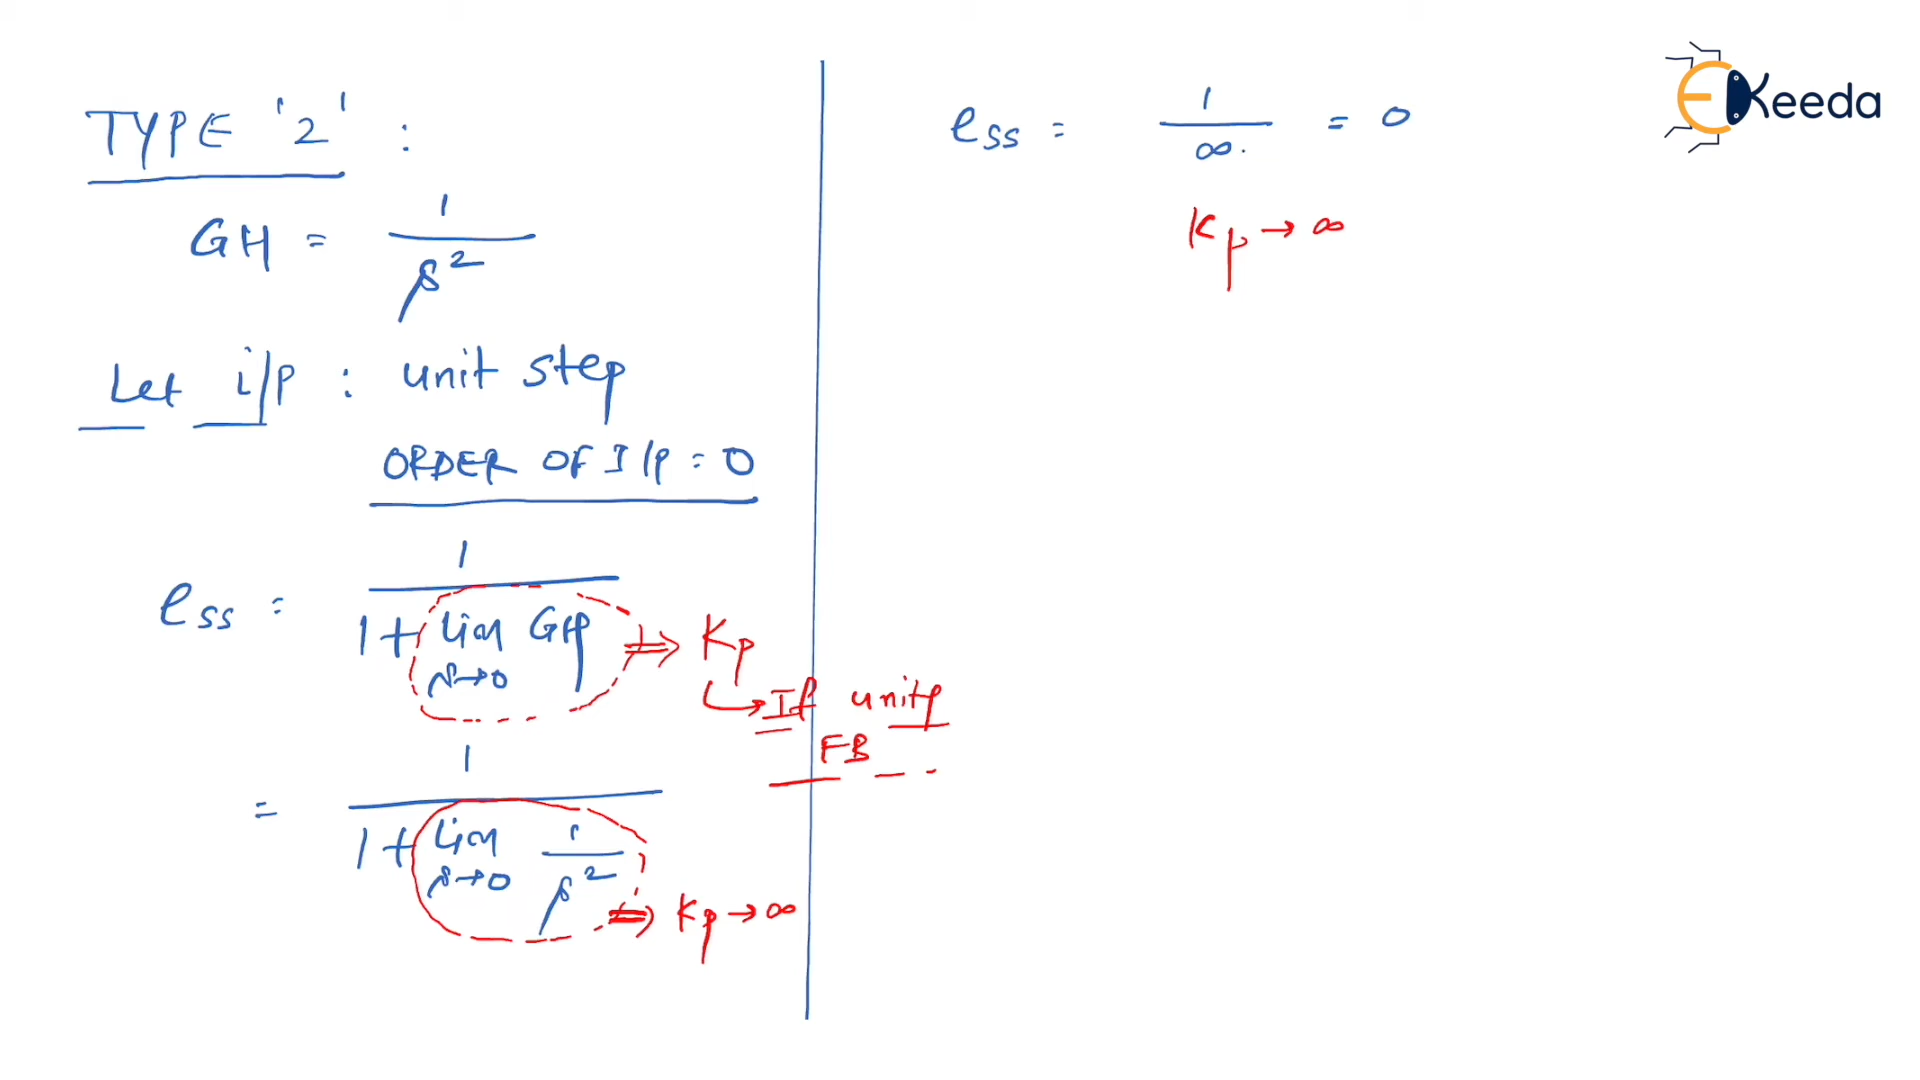 TYPE '2' :
GH = 1 / s²
Let i/p : unit step
ORDER OF I/p = 0
ess = 1 / (1 + lim s→0 GH) ⇒ Kp
↳ If unity
FB
= 1 / (1 + lim s→0 1 / s²) ⇒ Kp → ∞
ess = 1 / ∞ = 0
Kp → ∞
EKeeda